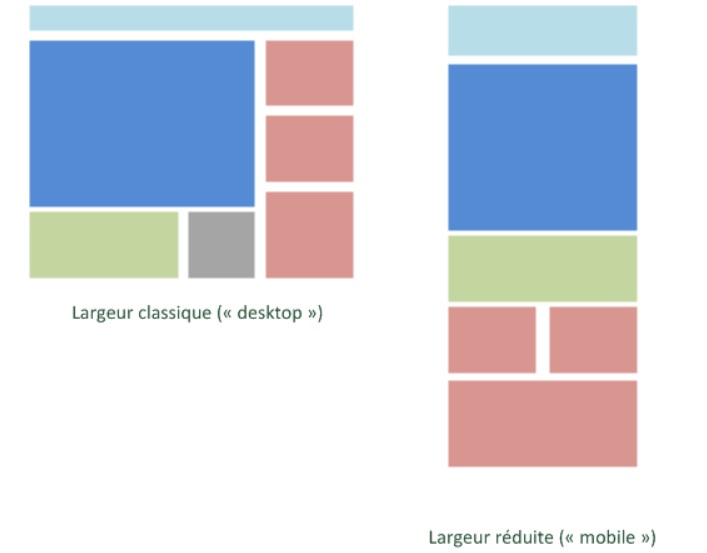 Largeur classique (« desktop »)
Largeur réduite (« mobile »)